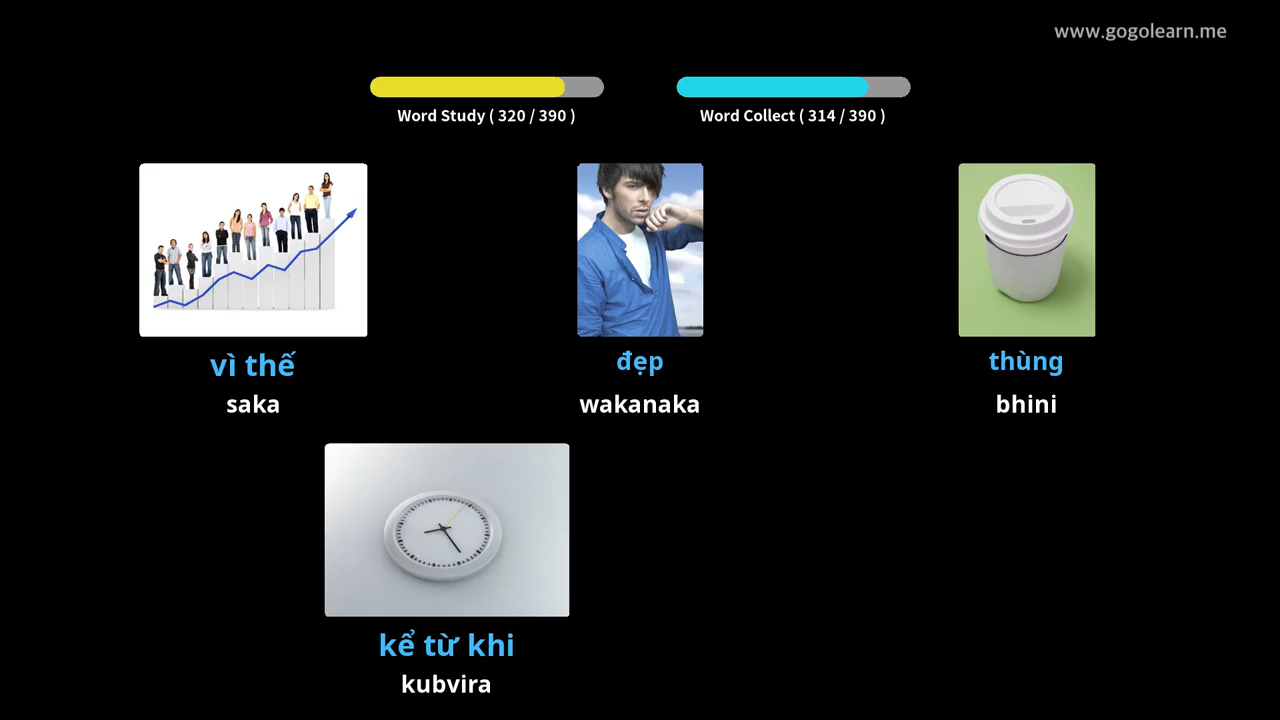 www.gogolearn.me
Word Study ( 320 / 390 )
Word Collect ( 314 / 390 )
vì thế
saka
đẹp
wakanaka
thùng
bhini
kể từ khi
kubvira